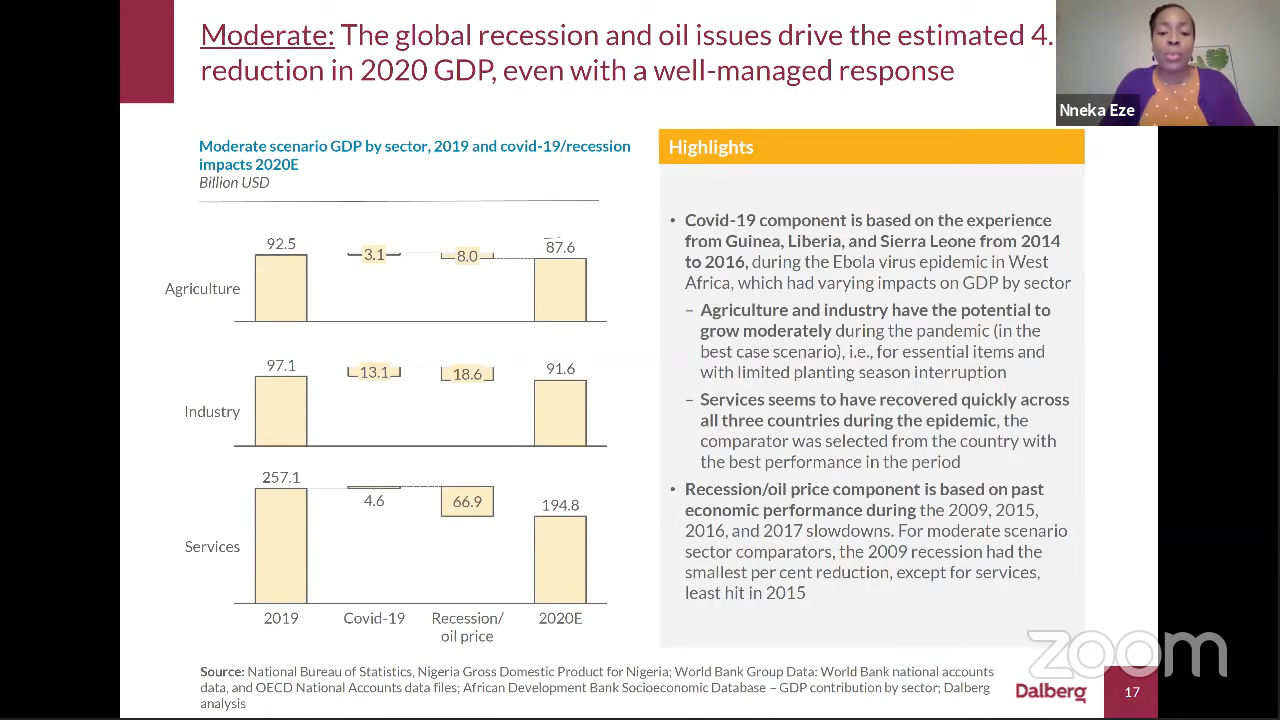 Moderate: The global recession and oil issues drive the estimated 4.
reduction in 2020 GDP, even with a well-managed response
Nneka Eze
Moderate scenario GDP by sector, 2019 and covid-19/recession
impacts 2020E
Billion USD
92.5
3.1
8.0
87.6
Agriculture
97.1
13.1
18.6
91.6
Industry
257.1
4.6
66.9
194.8
Services
2019
Covid-19
Recession/
oil price
2020E
Highlights
• Covid-19 component is based on the experience
from Guinea, Liberia, and Sierra Leone from 2014
to 2016, during the Ebola virus epidemic in West
Africa, which had varying impacts on GDP by sector
– Agriculture and industry have the potential to
grow moderately during the pandemic (in the
best case scenario), i.e., for essential items and
with limited planting season interruption
– Services seems to have recovered quickly across
all three countries during the epidemic, the
comparator was selected from the country with
the best performance in the period
• Recession/oil price component is based on past
economic performance during the 2009, 2015,
2016, and 2017 slowdowns. For moderate scenario
sector comparators, the 2009 recession had the
smallest per cent reduction, except for services,
least hit in 2015
zoom
Source: National Bureau of Statistics, Nigeria Gross Domestic Product for Nigeria; World Bank Group Data: World Bank national accounts
data, and OECD National Accounts data files; African Development Bank Socioeconomic Database – GDP contribution by sector; Dalberg
analysis
Dalberg
17